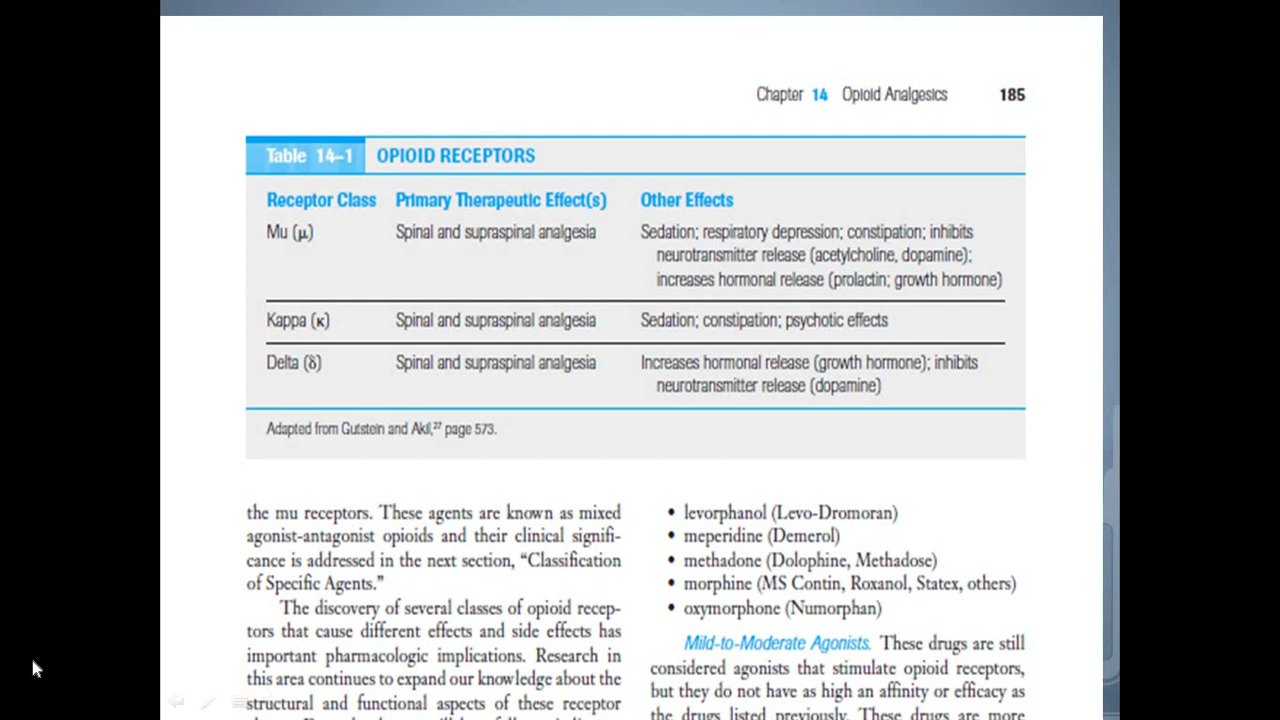 Chapter 14 Opioid Analgesics 185
Table 14–1 OPIOID RECEPTORS
Receptor Class Primary Therapeutic Effect(s) Other Effects
Mu (μ) Spinal and supraspinal analgesia Sedation; respiratory depression; constipation; inhibits
neurotransmitter release (acetylcholine, dopamine);
increases hormonal release (prolactin; growth hormone)
Kappa (κ) Spinal and supraspinal analgesia Sedation; constipation; psychotic effects
Delta (δ) Spinal and supraspinal analgesia Increases hormonal release (growth hormone); inhibits
neurotransmitter release (dopamine)
Adapted from Gutstein and Akil,²⁷ page 573.
the mu receptors. These agents are known as mixed
agonist-antagonist opioids and their clinical signifi-
cance is addressed in the next section, “Classification
of Specific Agents.”
The discovery of several classes of opioid recep-
tors that cause different effects and side effects has
important pharmacologic implications. Research in
this area continues to expand our knowledge about the
structural and functional aspects of these receptor
• levorphanol (Levo-Dromoran)
• meperidine (Demerol)
• methadone (Dolophine, Methadose)
• morphine (MS Contin, Roxanol, Statex, others)
• oxymorphone (Numorphan)
Mild-to-Moderate Agonists. These drugs are still
considered agonists that stimulate opioid receptors,
but they do not have as high an affinity or efficacy as
the drugs listed previously. These drugs are more